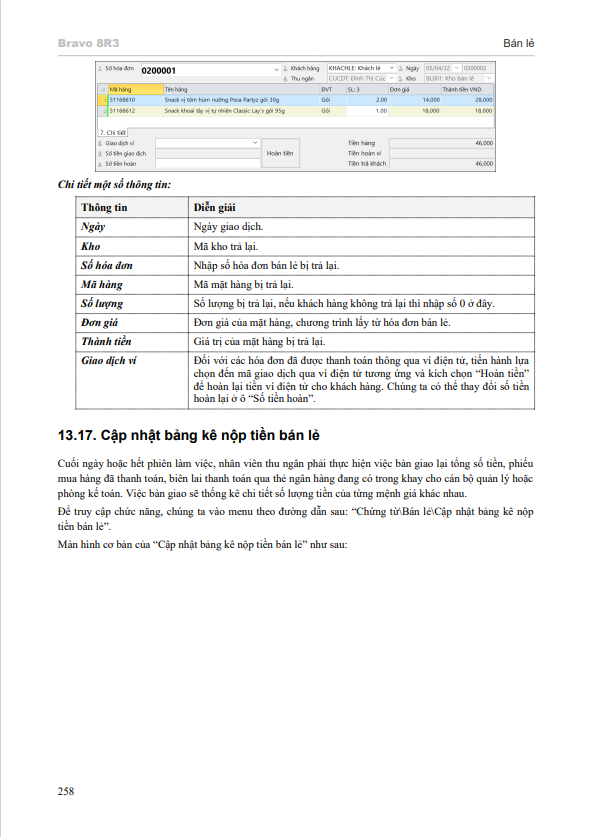 Bravo 8R3 Bán lẻ
1. Số hóa đơn 0200001 2. Khách hàng KHACHLE: Khách lẻ 3. Ngày 05/04/22 0200002
4. Thu ngân CUCDT: Đinh Thị Cúc 5. Kho BL001: Kho bán lẻ
Mã hàng Tên hàng ĐVT SL: 3 Đơn giá Thành tiền VND
1 51168610 Snack vị tôm hùm nướng Poca Partyz gói 30g Gói 2.00 14,000 28,000
2 51168612 Snack khoai tây vị tự nhiên Classic Lay's gói 95g Gói 1.00 18,000 18,000
7. Chi tiết
Giao dịch ví Tiền hàng 46,000
Số tiền giao dịch Hoàn tiền Tiền hoàn ví
Số tiền hoàn Tiền trả khách 46,000
Chi tiết một số thông tin:
Thông tin Diễn giải
Ngày Ngày giao dịch.
Kho Mã kho trả lại.
Số hóa đơn Nhập số hóa đơn bán lẻ bị trả lại.
Mã hàng Mã mặt hàng bị trả lại.
Số lượng Số lượng bị trả lại, nếu khách hàng không trả lại thì nhập số 0 ở đây.
Đơn giá Đơn giá của mặt hàng, chương trình lấy từ hóa đơn bán lẻ.
Thành tiền Giá trị của mặt hàng bị trả lại.
Giao dịch ví Đối với các hóa đơn đã được thanh toán thông qua ví điện tử, tiến hành lựa
chọn đến mã giao dịch qua ví điện tử tương ứng và kích chọn “Hoàn tiền”
để hoàn lại tiền ví điện tử cho khách hàng. Chúng ta có thể thay đổi số tiền
hoàn lại ở ô “Số tiền hoàn”.
13.17. Cập nhật bảng kê nộp tiền bán lẻ
Cuối ngày hoặc hết phiên làm việc, nhân viên thu ngân phải thực hiện việc bàn giao lại tổng số tiền, phiếu
mua hàng đã thanh toán, biên lai thanh toán qua thẻ ngân hàng đang có trong khay cho cán bộ quản lý hoặc
phòng kế toán. Việc bàn giao sẽ thống kê chi tiết số lượng tiền của từng mệnh giá khác nhau.
Để truy cập chức năng, chúng ta vào menu theo đường dẫn sau: “Chứng từ\Bán lẻ\Cập nhật bảng kê nộp
tiền bán lẻ”.
Màn hình cơ bản của “Cập nhật bảng kê nộp tiền bán lẻ” như sau:
258